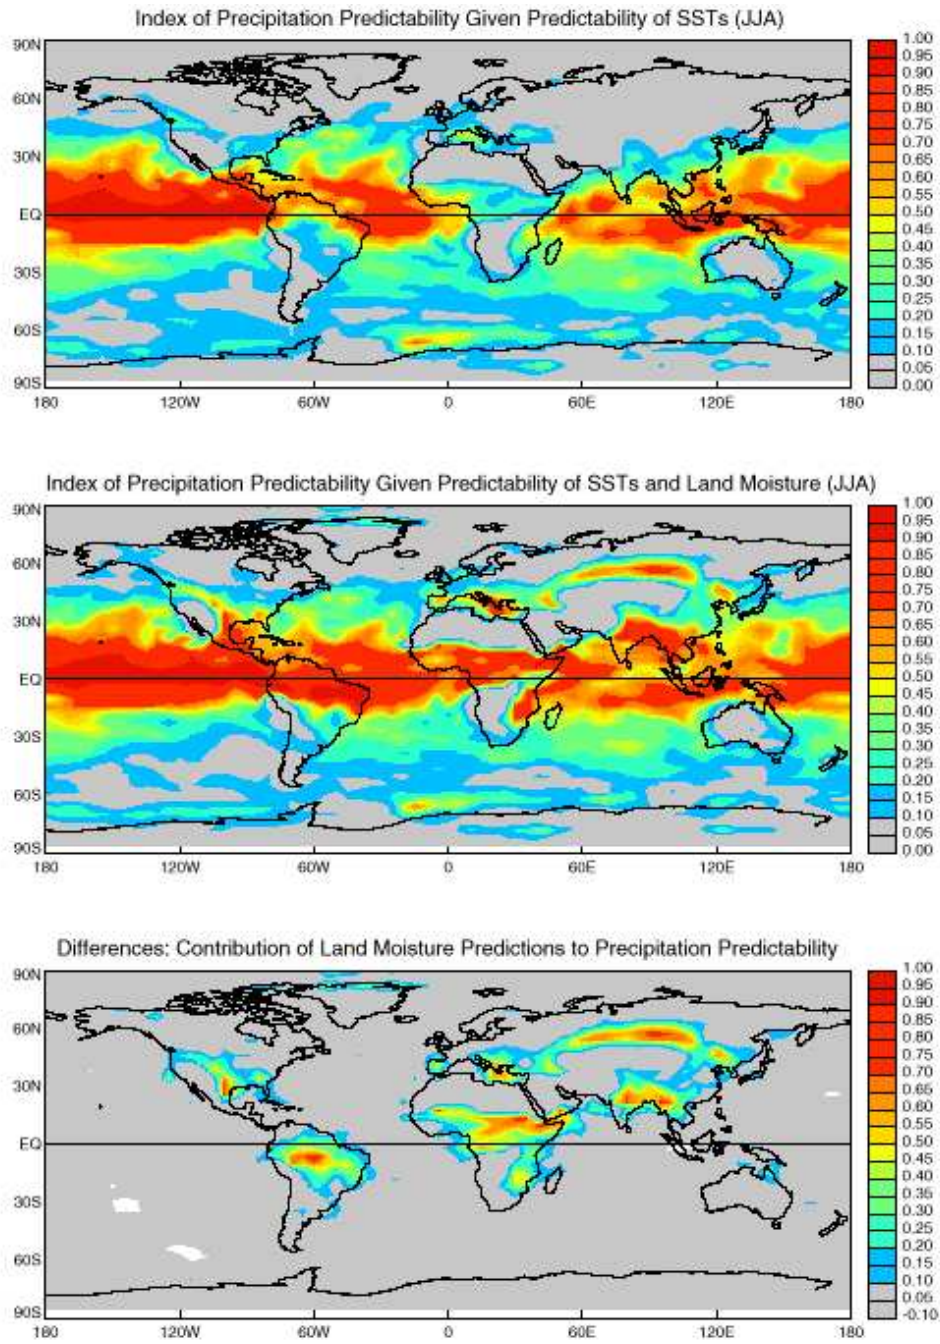 Index of Precipitation Predictability Given Predictability of SSTs (JJA)
90N
60N
30N
EQ
30S
60S
90S
180
120W
60W
0
60E
120E
180
1.00
0.95
0.90
0.85
0.80
0.75
0.70
0.65
0.60
0.55
0.50
0.45
0.40
0.35
0.30
0.25
0.20
0.15
0.10
0.05
0.00
Index of Precipitation Predictability Given Predictability of SSTs and Land Moisture (JJA)
90N
60N
30N
EQ
30S
60S
90S
180
120W
60W
0
60E
120E
180
1.00
0.95
0.90
0.85
0.80
0.75
0.70
0.65
0.60
0.55
0.50
0.45
0.40
0.35
0.30
0.25
0.20
0.15
0.10
0.05
0.00
Differences: Contribution of Land Moisture Predictions to Precipitation Predictability
90N
60N
30N
EQ
30S
60S
90S
180
120W
60W
0
60E
120E
180
1.00
0.95
0.90
0.85
0.80
0.75
0.70
0.65
0.60
0.55
0.50
0.45
0.40
0.35
0.30
0.25
0.20
0.15
0.10
0.05
-0.10